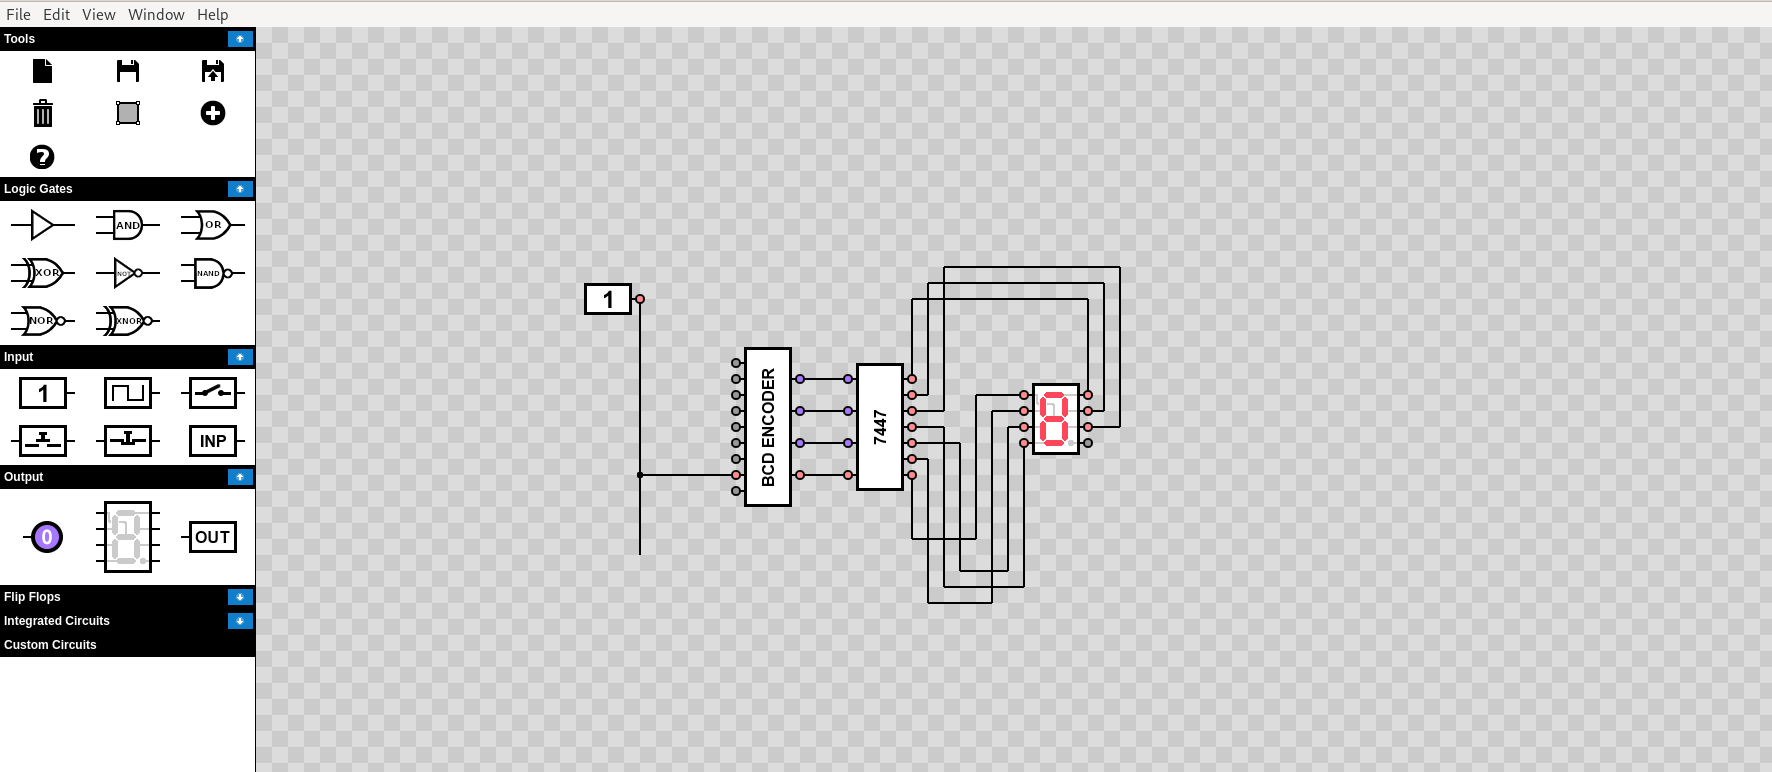 File Edit View Window Help
Tools
Logic Gates
AND OR
XOR NOT NAND
NOR XNOR
Input
1
INP
Output
0 OUT
Flip Flops
Integrated Circuits
Custom Circuits
1
BCD ENCODER
7447
8